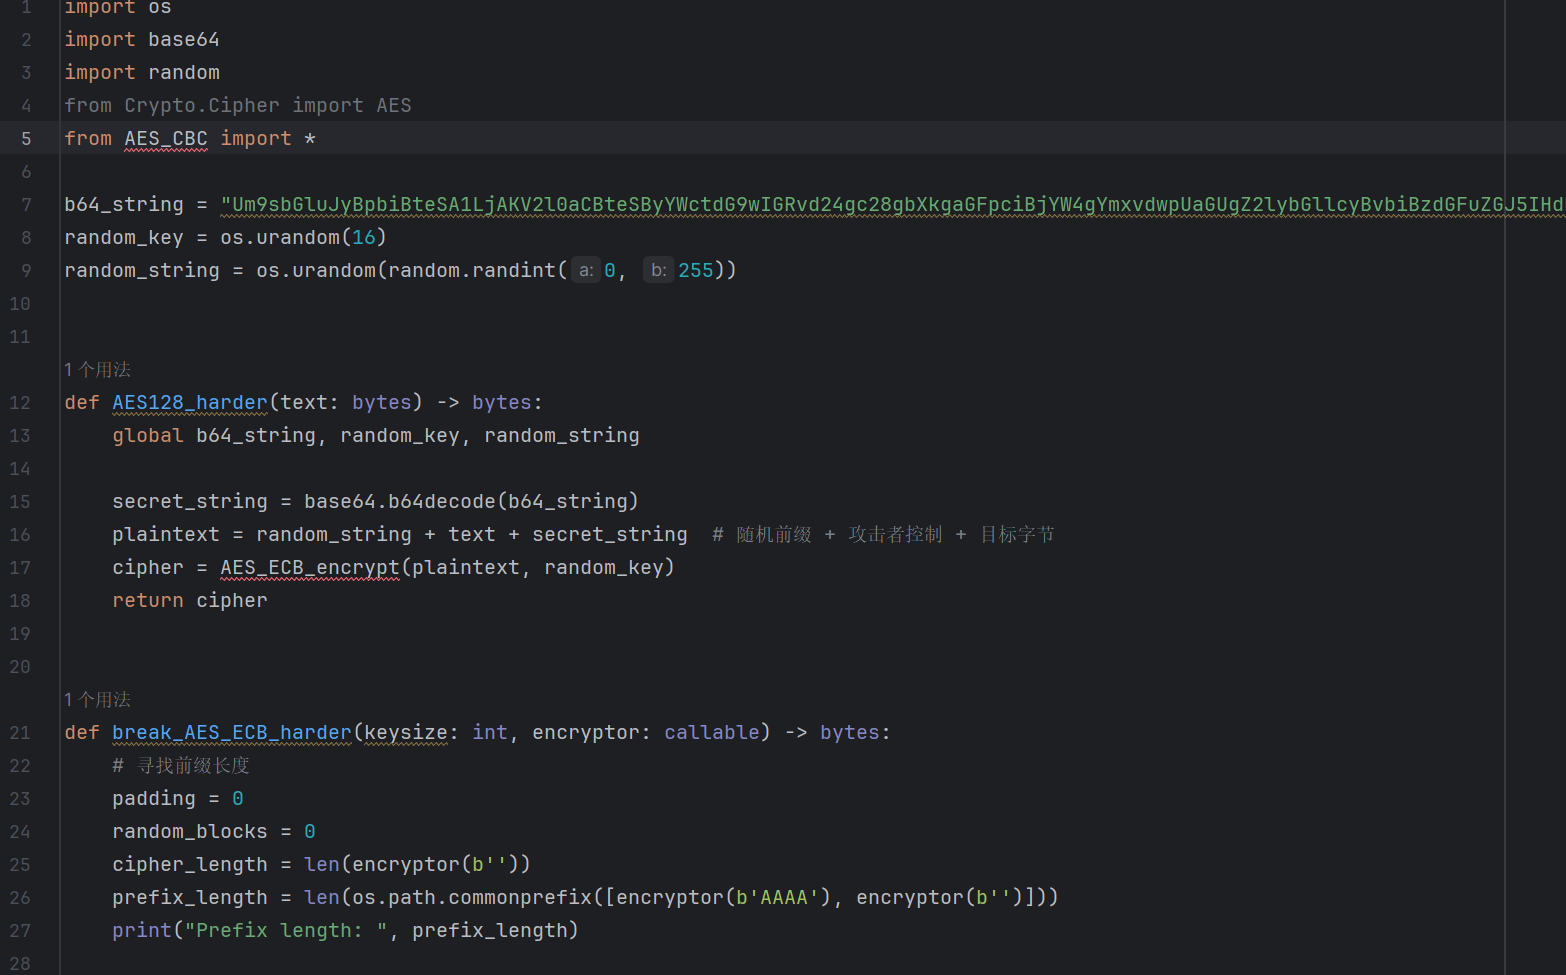 1 import os
2 import base64
3 import random
4 from Crypto.Cipher import AES
5 from AES_CBC import *
6
7 b64_string = "Um9sbGluJyBpbiBteSA1LjAKV2l0aCBteSByYWctdG9wIGRvd24gc28gbXkgaGFpciBjYW4gYmxvdwpUaGUgZ2lybGllcyBvbiBzdGFuZGJ5IHd
8 random_key = os.urandom(16)
9 random_string = os.urandom(random.randint( a: 0, b: 255))
10
11
1 个用法
12 def AES128_harder(text: bytes) -> bytes:
13 global b64_string, random_key, random_string
14
15 secret_string = base64.b64decode(b64_string)
16 plaintext = random_string + text + secret_string # 随机前缀 + 攻击者控制 + 目标字节
17 cipher = AES_ECB_encrypt(plaintext, random_key)
18 return cipher
19
20
1 个用法
21 def break_AES_ECB_harder(keysize: int, encryptor: callable) -> bytes:
22 # 寻找前缀长度
23 padding = 0
24 random_blocks = 0
25 cipher_length = len(encryptor(b''))
26 prefix_length = len(os.path.commonprefix([encryptor(b'AAAA'), encryptor(b'')]))
27 print("Prefix length: ", prefix_length)
28